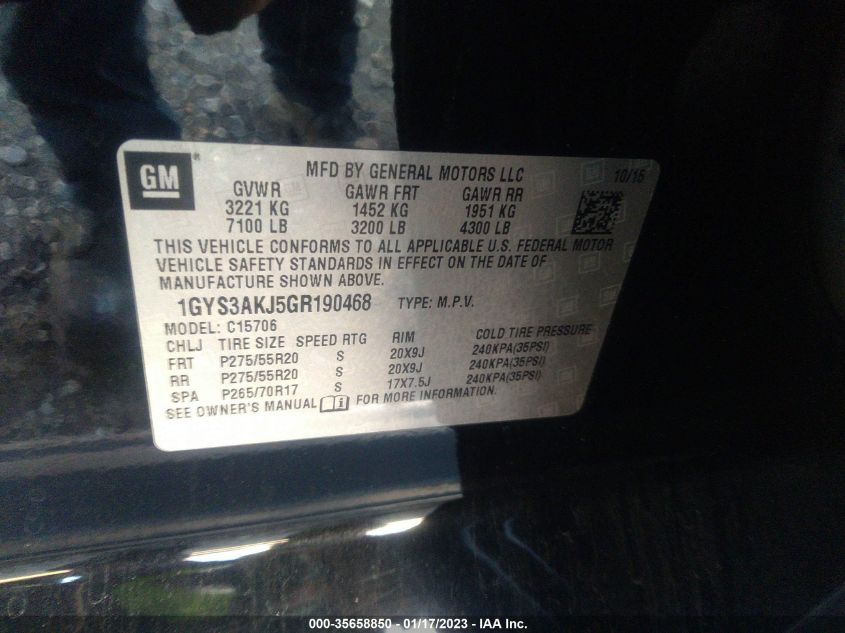 GM ® MFD BY GENERAL MOTORS LLC 10/15
GVWR GAWR FRT GAWR RR
3221 KG 1452 KG 1951 KG
7100 LB 3200 LB 4300 LB
THIS VEHICLE CONFORMS TO ALL APPLICABLE U.S. FEDERAL MOTOR
VEHICLE SAFETY STANDARDS IN EFFECT ON THE DATE OF
MANUFACTURE SHOWN ABOVE.
1GYS3AKJ5GR190468 TYPE: M.P.V.
MODEL: C15706
CHLJ TIRE SIZE SPEED RTG RIM COLD TIRE PRESSURE
FRT P275/55R20 S 20X9J 240KPA(35PSI)
RR P275/55R20 S 20X9J 240KPA(35PSI)
SPA P265/70R17 S 17X7.5J 240KPA(35PSI)
SEE OWNER'S MANUAL i FOR MORE INFORMATION.
000-35658850 - 01/17/2023 - IAA Inc.